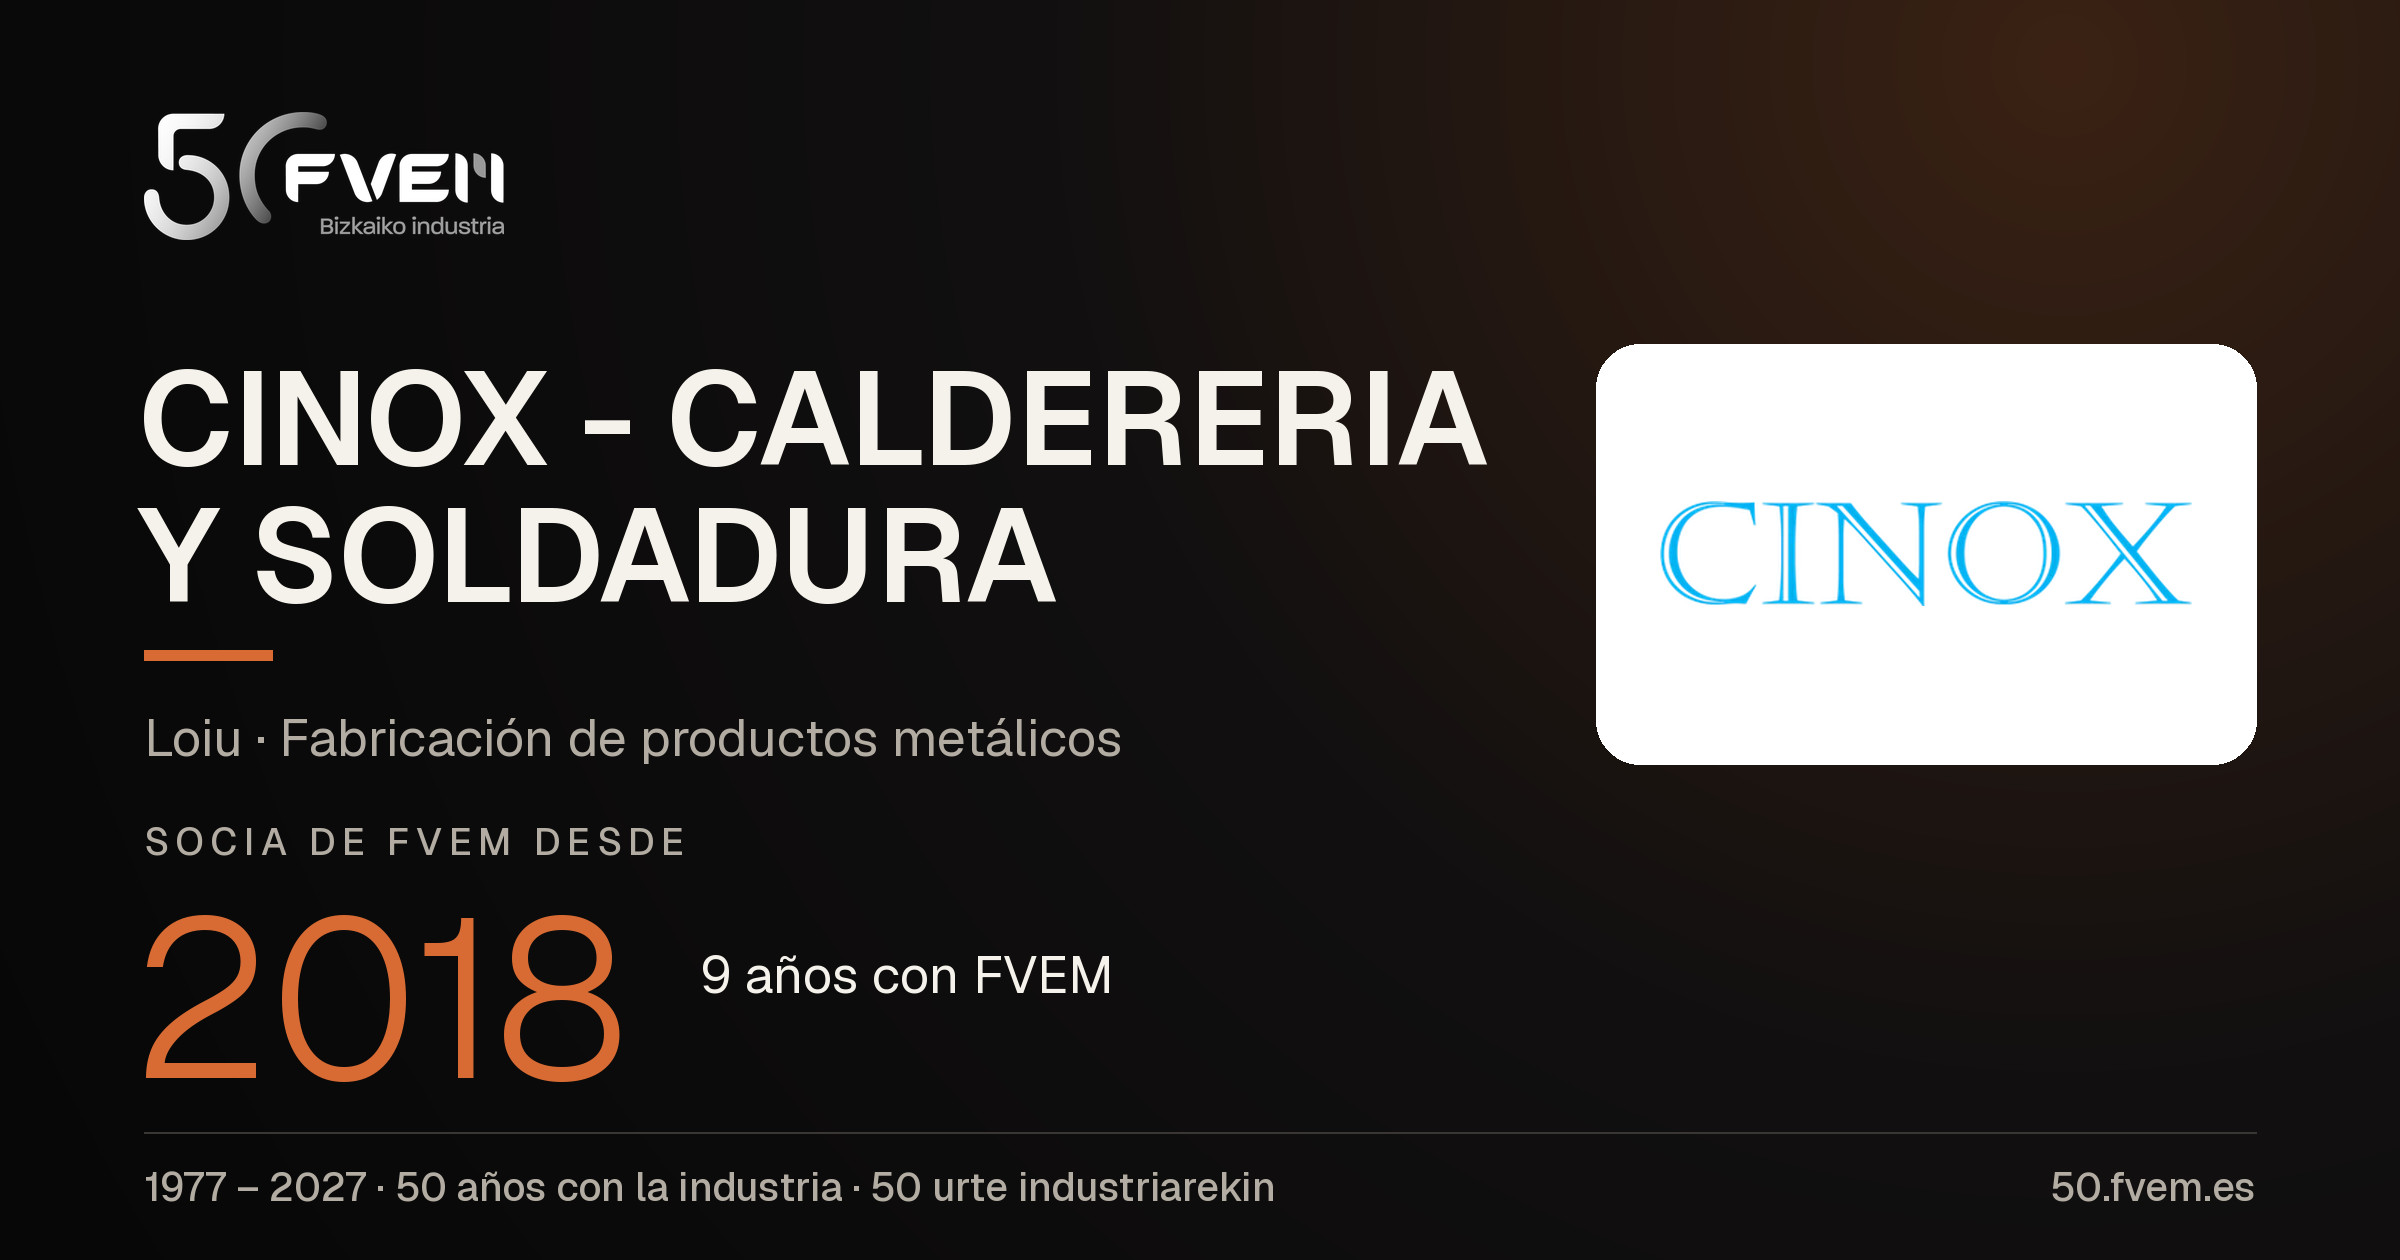 50 FVEM
Bizkaiko industria
CINOX - CALDERERIA
Y SOLDADURA
CINOX
Loiu · Fabricación de productos metálicos
SOCIA DE FVEM DESDE
2018
9 años con FVEM
1977 – 2027 · 50 años con la industria · 50 urte industriarekin
50.fvem.es